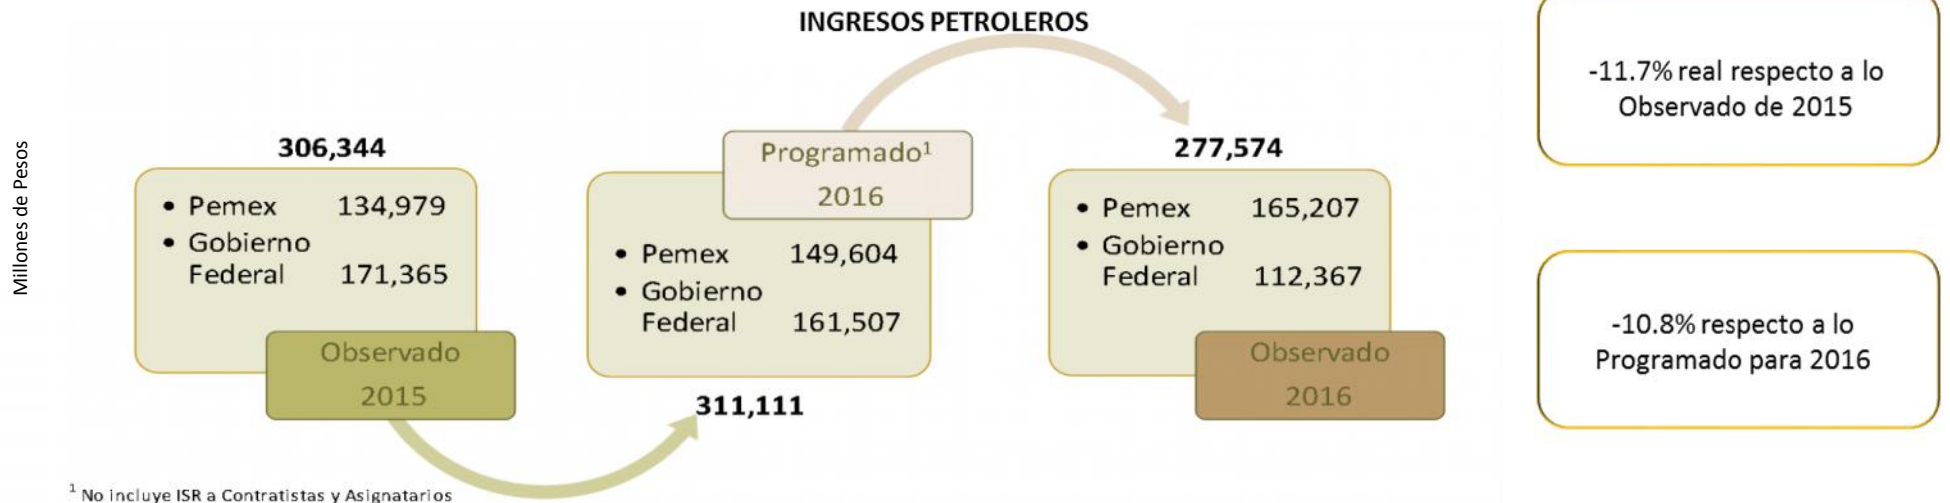 INGRESOS PETROLEROS
Millones de Pesos
306,344
• Pemex 134,979
• Gobierno
Federal 171,365
Observado
2015
Programado¹
2016
• Pemex 149,604
• Gobierno
Federal 161,507
311,111
277,574
• Pemex 165,207
• Gobierno
Federal 112,367
Observado
2016
-11.7% real respecto a lo
Observado de 2015
-10.8% respecto a lo
Programado para 2016
¹ No incluye ISR a Contratistas y Asignatarios